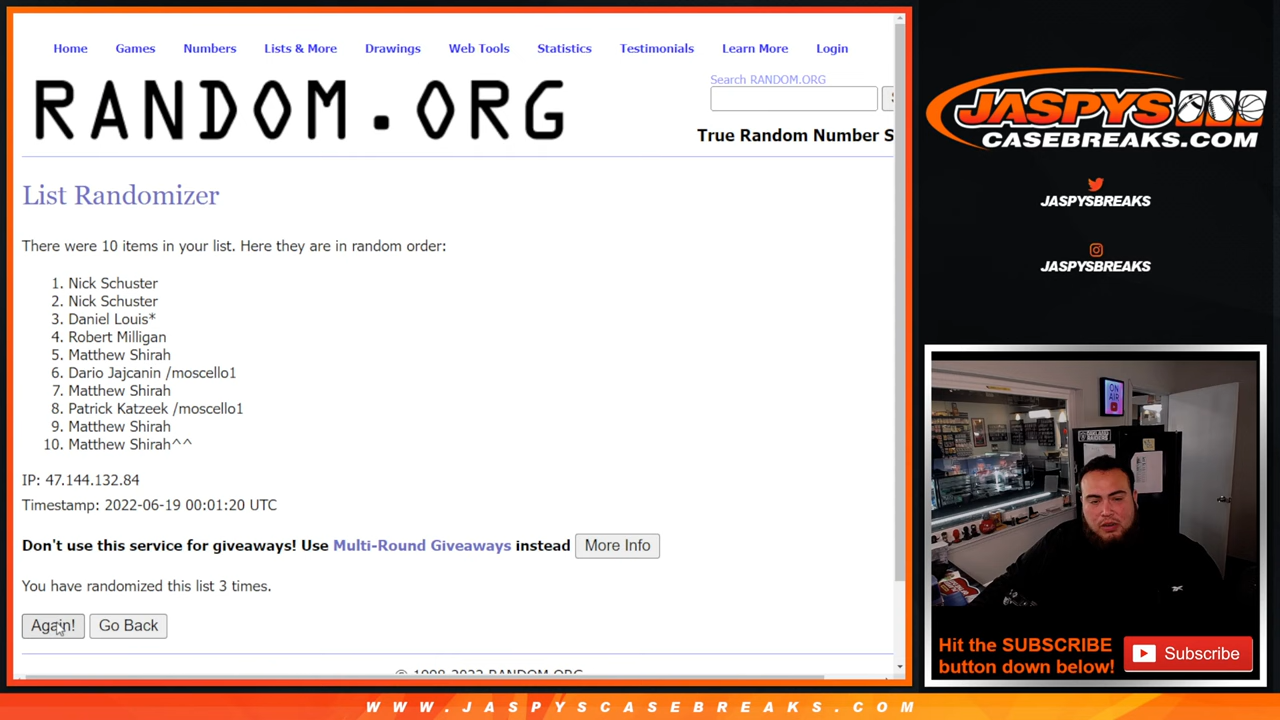 Home Games Numbers Lists & More Drawings Web Tools Statistics Testimonials Learn More Login
RANDOM.ORG
Search RANDOM.ORG
True Random Number S
List Randomizer
There were 10 items in your list. Here they are in random order:
1. Nick Schuster
2. Nick Schuster
3. Daniel Louis*
4. Robert Milligan
5. Matthew Shirah
6. Dario Jajcanin /moscello1
7. Matthew Shirah
8. Patrick Katzeek /moscello1
9. Matthew Shirah
10. Matthew Shirah^^
IP: 47.144.132.84
Timestamp: 2022-06-19 00:01:20 UTC
Don't use this service for giveaways! Use Multi-Round Giveaways instead More Info
You have randomized this list 3 times.
Again! Go Back
© 1998-2022 RANDOM.ORG
JASPYS
CASEBREAKS.COM
JASPYSBREAKS
JASPYSBREAKS
ON
AIR
Hit the SUBSCRIBE
button down below!
Subscribe
WWW.JASPYSCASEBREAKS.COM